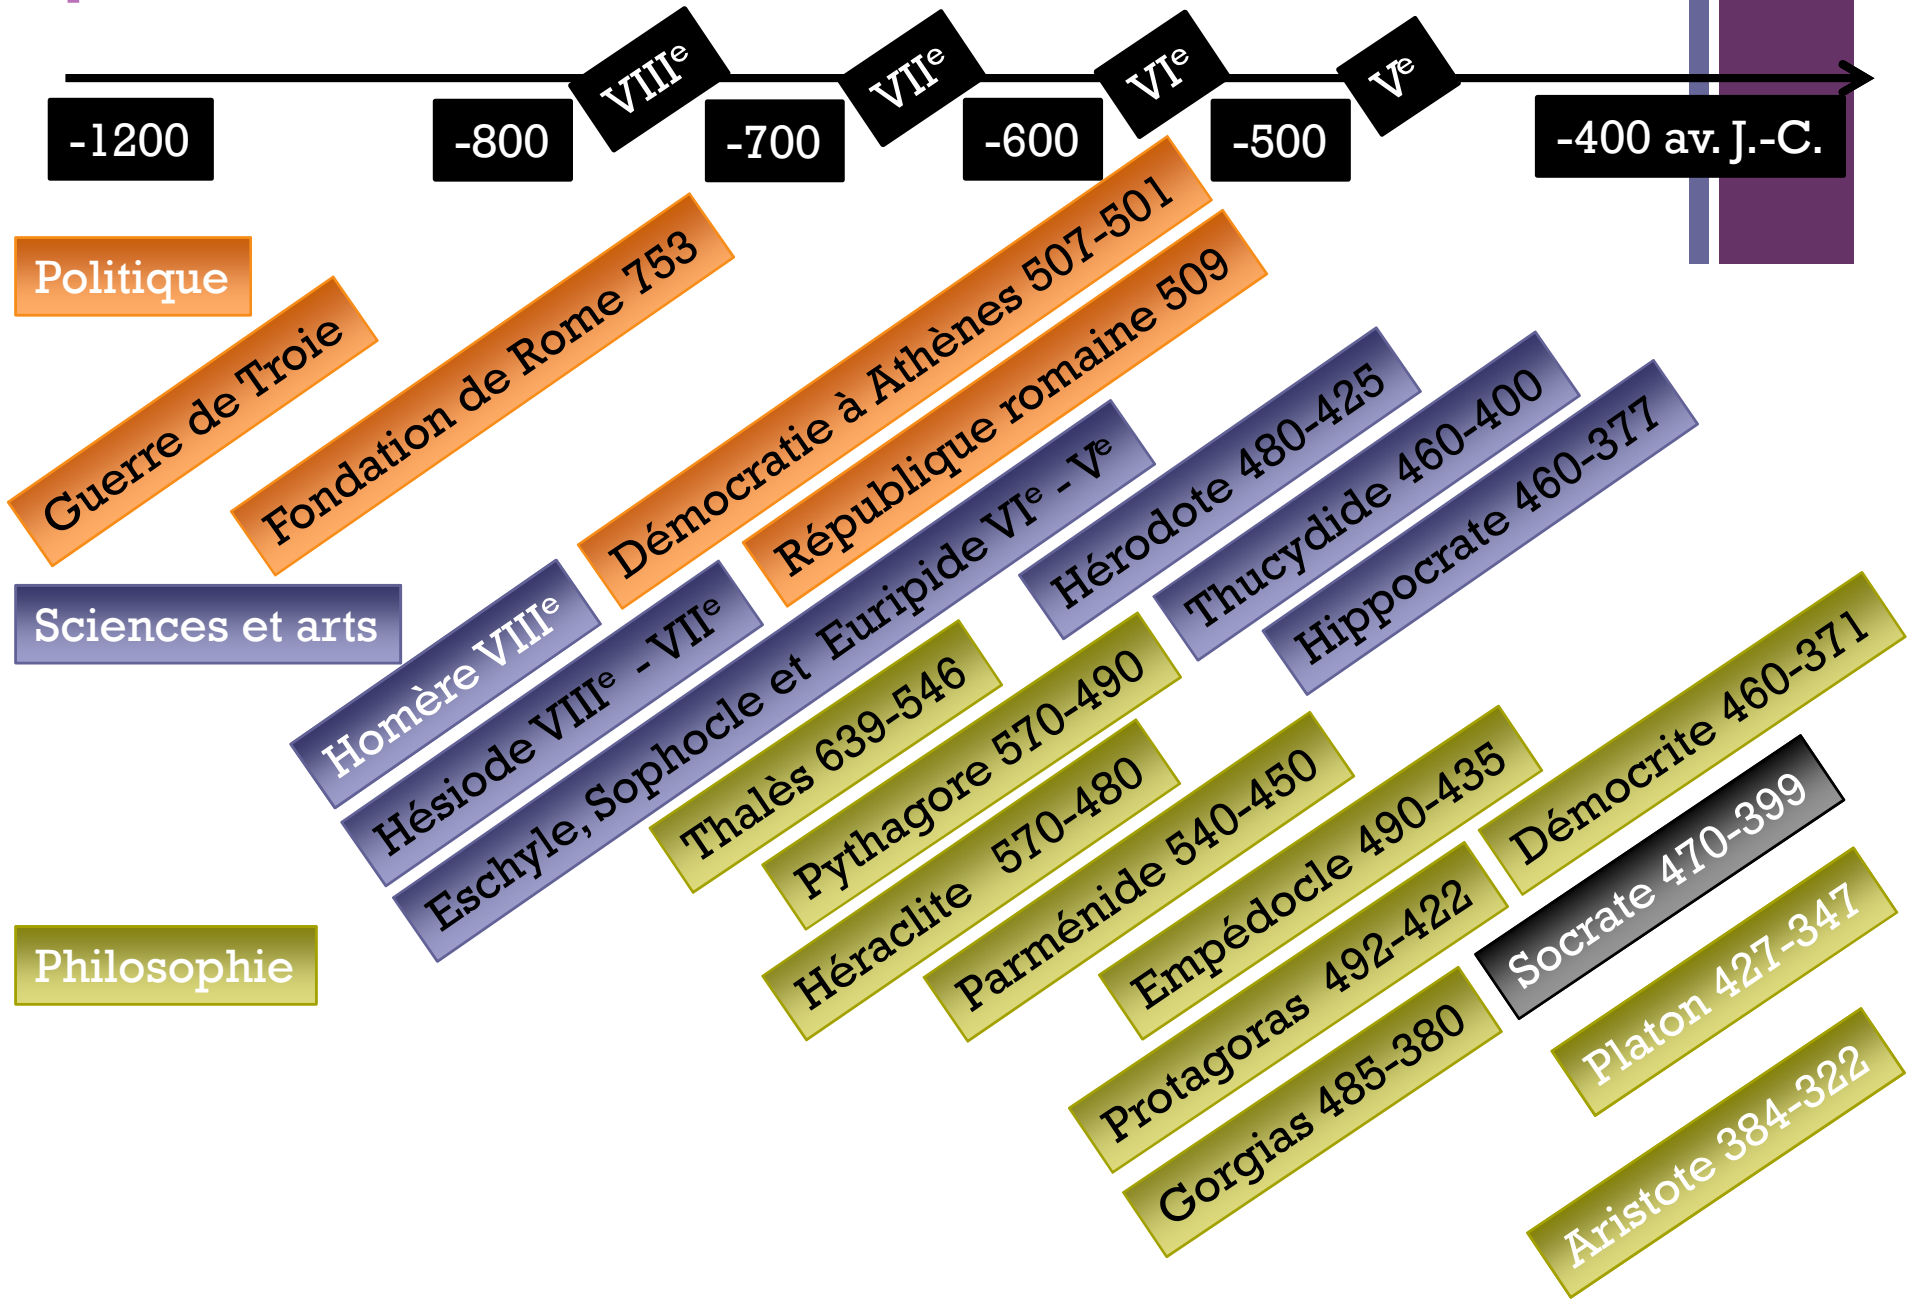 VIIIe
VIIe
VIe
Ve
-1200
-800
-700
-600
-500
-400 av. J.-C.
Politique
Guerre de Troie
Fondation de Rome 753
Démocratie à Athènes 507-501
République romaine 509
Sciences et arts
Homère VIIIe
Hésiode VIIIe - VIIe
Eschyle, Sophocle et Euripide VIe - Ve
Hérodote 480-425
Thucydide 460-400
Hippocrate 460-377
Philosophie
Thalès 639-546
Pythagore 570-490
Héraclite 570-480
Parménide 540-450
Empédocle 490-435
Protagoras 492-422
Gorgias 485-380
Démocrite 460-371
Socrate 470-399
Platon 427-347
Aristote 384-322